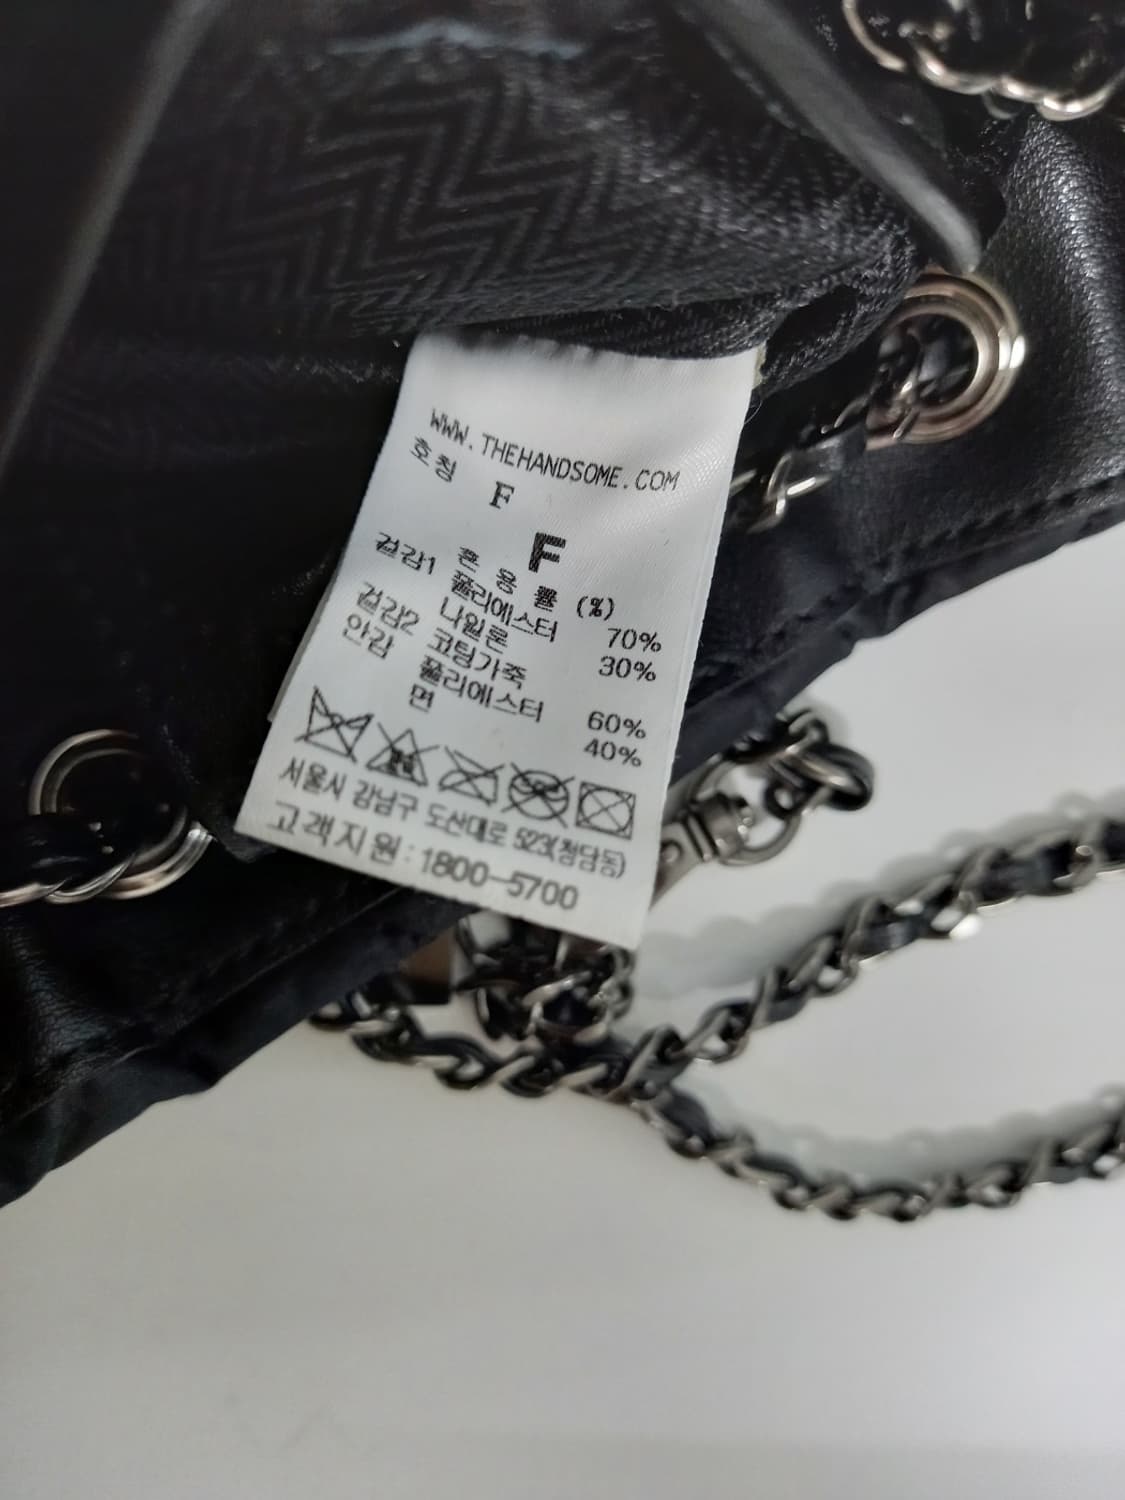 WWW.THEHANDSOME.COM
호칭 F
F
혼 용 률 (%)
겉감1 폴리에스터 70%
나일론 30%
겉감2 코팅가죽
안감 폴리에스터 60%
면 40%
서울시 강남구 도산대로 523(청담동)
고객지원:1800-5700